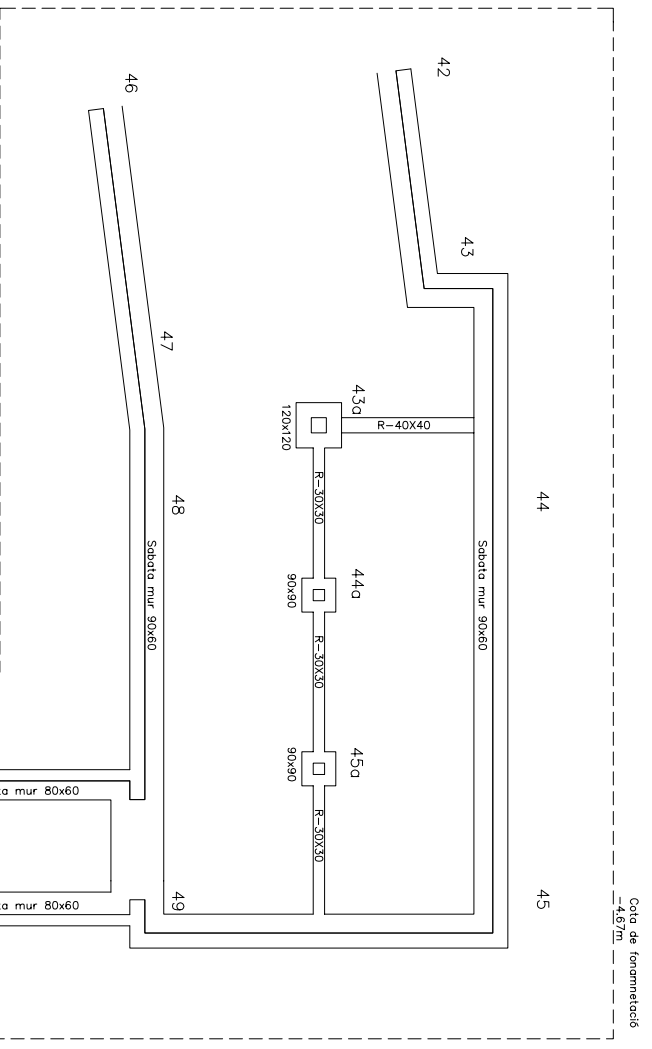 Cota de fonamnetació
-4.67m
42
43
44
45
46
47
48
49
43a
44a
45a
120x120
90x90
90x90
R-40X40
R-30X30
R-30X30
R-30X30
Sabata mur 90x60
Sabata mur 90x60
mur 80x60
mur 80x60